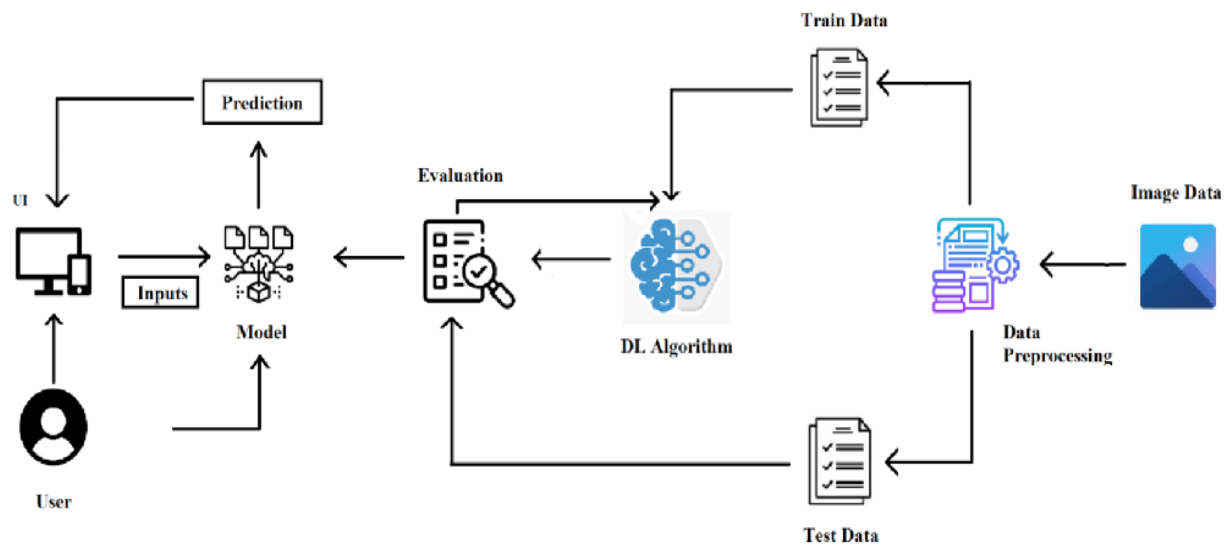 Train Data
Prediction
Evaluation
Image Data
UI
Inputs
Model
DL Algorithm
Data
Preprocessing
User
Test Data